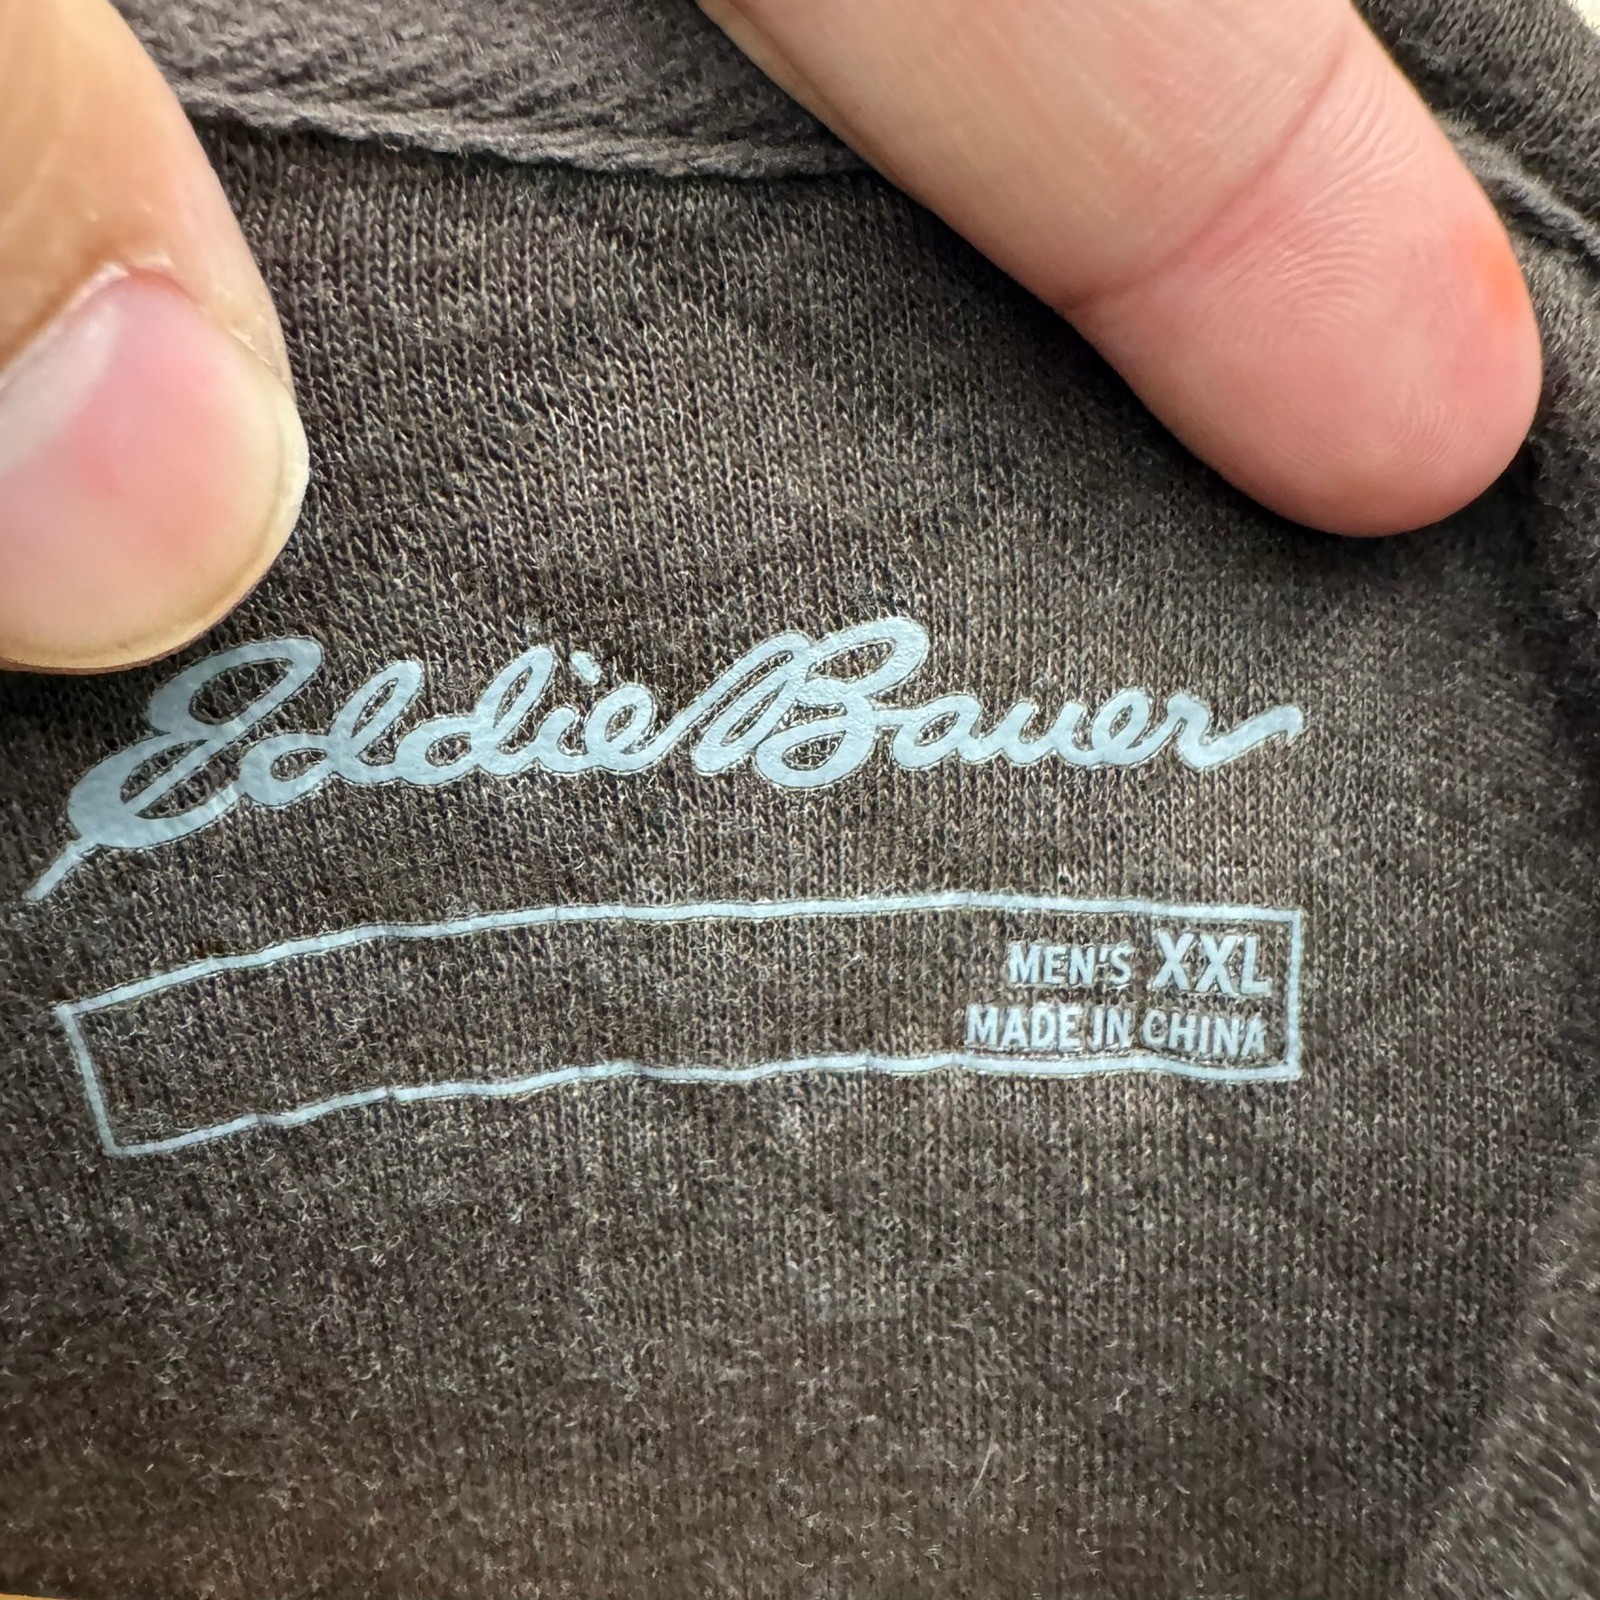 Eddie Bauer
MEN'S XXL
MADE IN CHINA